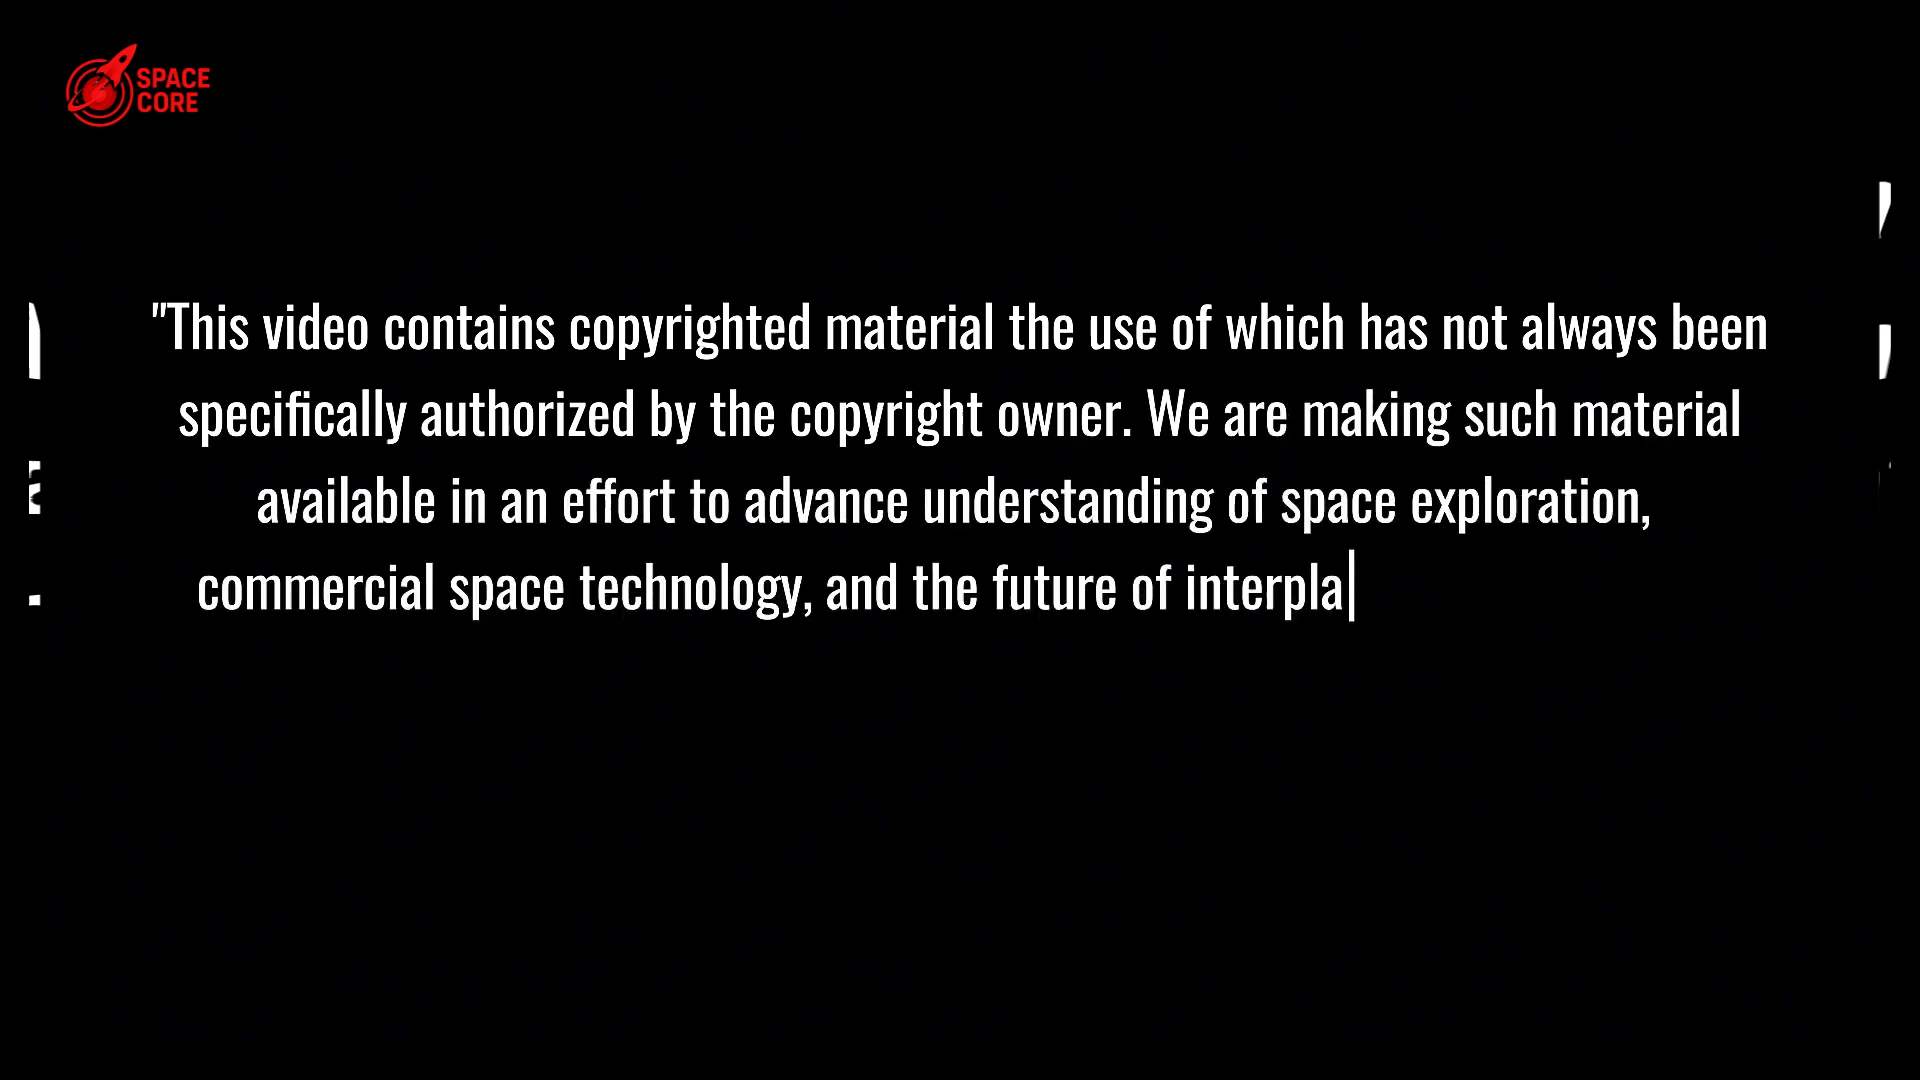 SPACE
CORE
"This video contains copyrighted material the use of which has not always been
specifically authorized by the copyright owner. We are making such material
available in an effort to advance understanding of space exploration,
commercial space technology, and the future of interpla